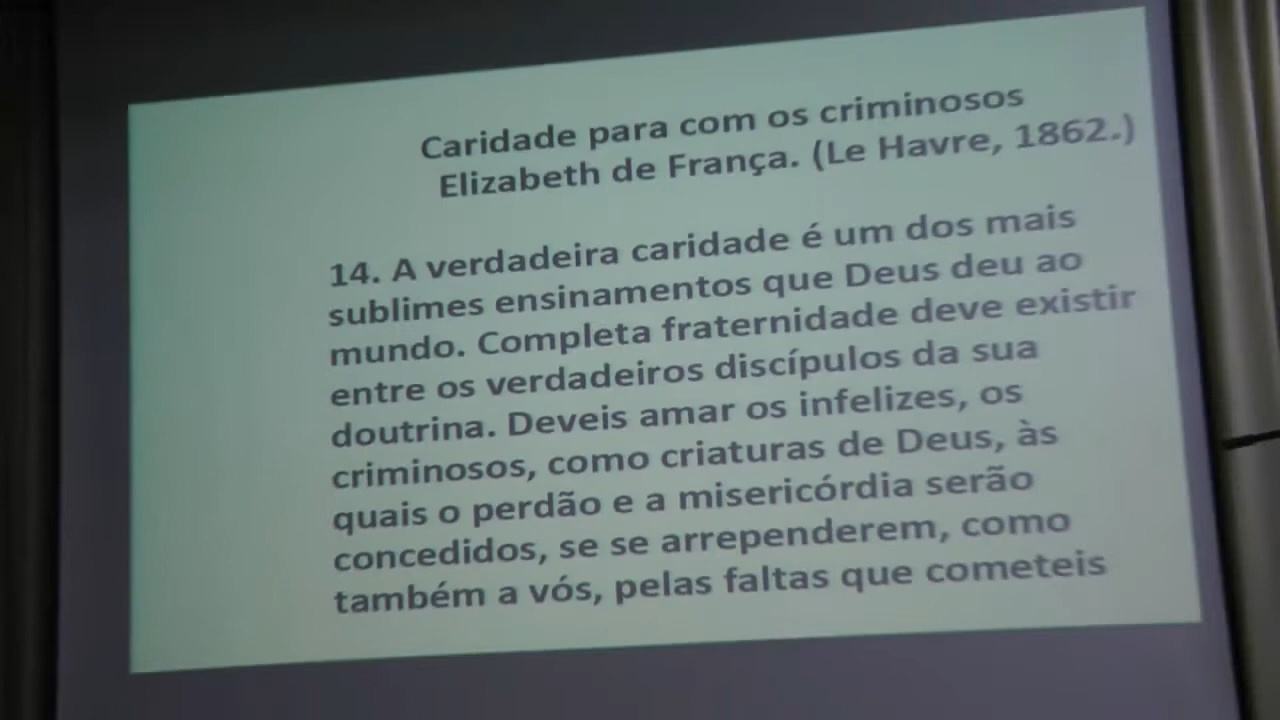 Caridade para com os criminosos
Elizabeth de França. (Le Havre, 1862.)
14. A verdadeira caridade é um dos mais
sublimes ensinamentos que Deus deu ao
mundo. Completa fraternidade deve existir
entre os verdadeiros discípulos da sua
doutrina. Deveis amar os infelizes, os
criminosos, como criaturas de Deus, às
quais o perdão e a misericórdia serão
concedidos, se se arrependerem, como
também a vós, pelas faltas que cometeis